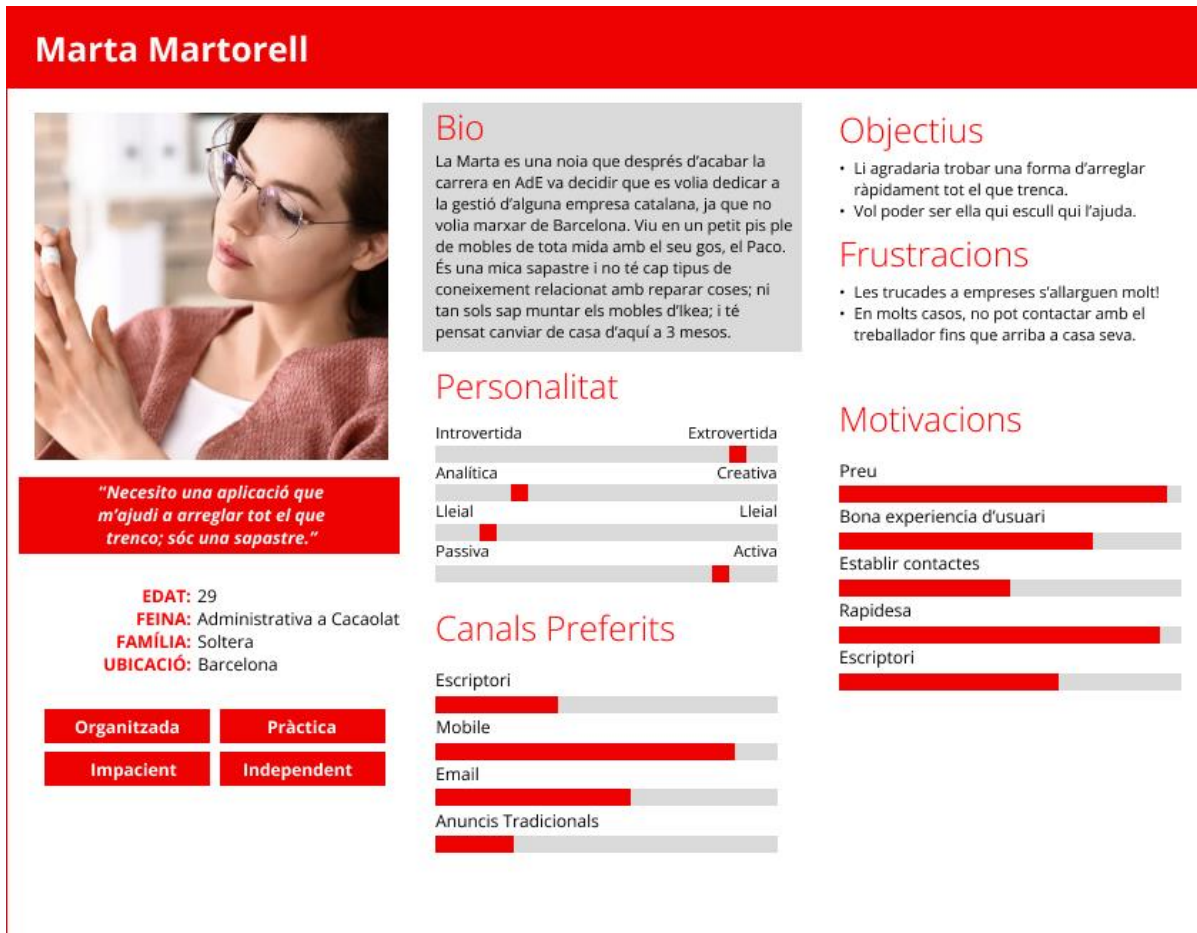 Marta Martorell
"Necesito una aplicació que
m'ajudi a arreglar tot el que
trenco; sóc una sapastre."
EDAT: 29
FEINA: Administrativa a Cacaolat
FAMÍLIA: Soltera
UBICACIÓ: Barcelona
Organitzada
Pràctica
Impacient
Independent
Bio
La Marta es una noia que després d'acabar la
carrera en AdE va decidir que es volia dedicar a
la gestió d'alguna empresa catalana, ja que no
volia marxar de Barcelona. Viu en un petit pis ple
de mobles de tota mida amb el seu gos, el Paco.
És una mica sapastre i no té cap tipus de
coneixement relacionat amb reparar coses; ni
tan sols sap muntar els mobles d'Ikea; i té
pensat canviar de casa d'aquí a 3 mesos.
Personalitat
Introvertida Extrovertida
Analítica Creativa
Lleial Lleial
Passiva Activa
Canals Preferits
Escriptori
Mobile
Email
Anuncis Tradicionals
Objectius
• Li agradaria trobar una forma d'arreglar
ràpidament tot el que trenca.
• Vol poder ser ella qui escull qui l'ajuda.
Frustracions
• Les trucades a empreses s'allarguen molt!
• En molts casos, no pot contactar amb el
treballador fins que arriba a casa seva.
Motivacions
Preu
Bona experiencia d'usuari
Establir contactes
Rapidesa
Escriptori